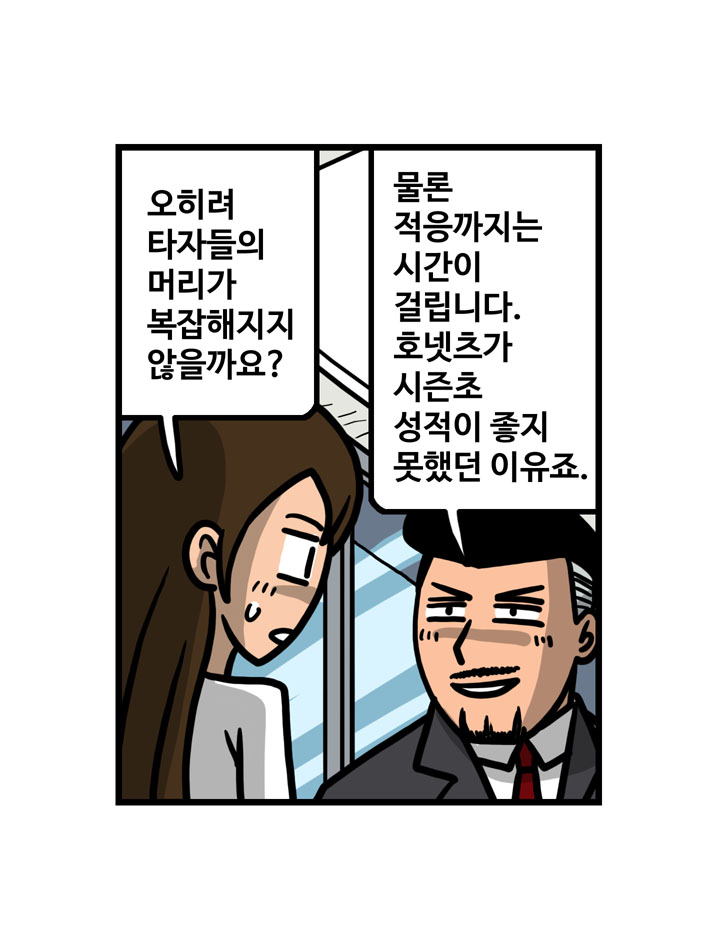 오히려
타자들의
머리가
복잡해지지
않을까요?
물론
적응까지는
시간이
걸립니다.
호넷츠가
시즌초
성적이 좋지
못했던 이유죠.